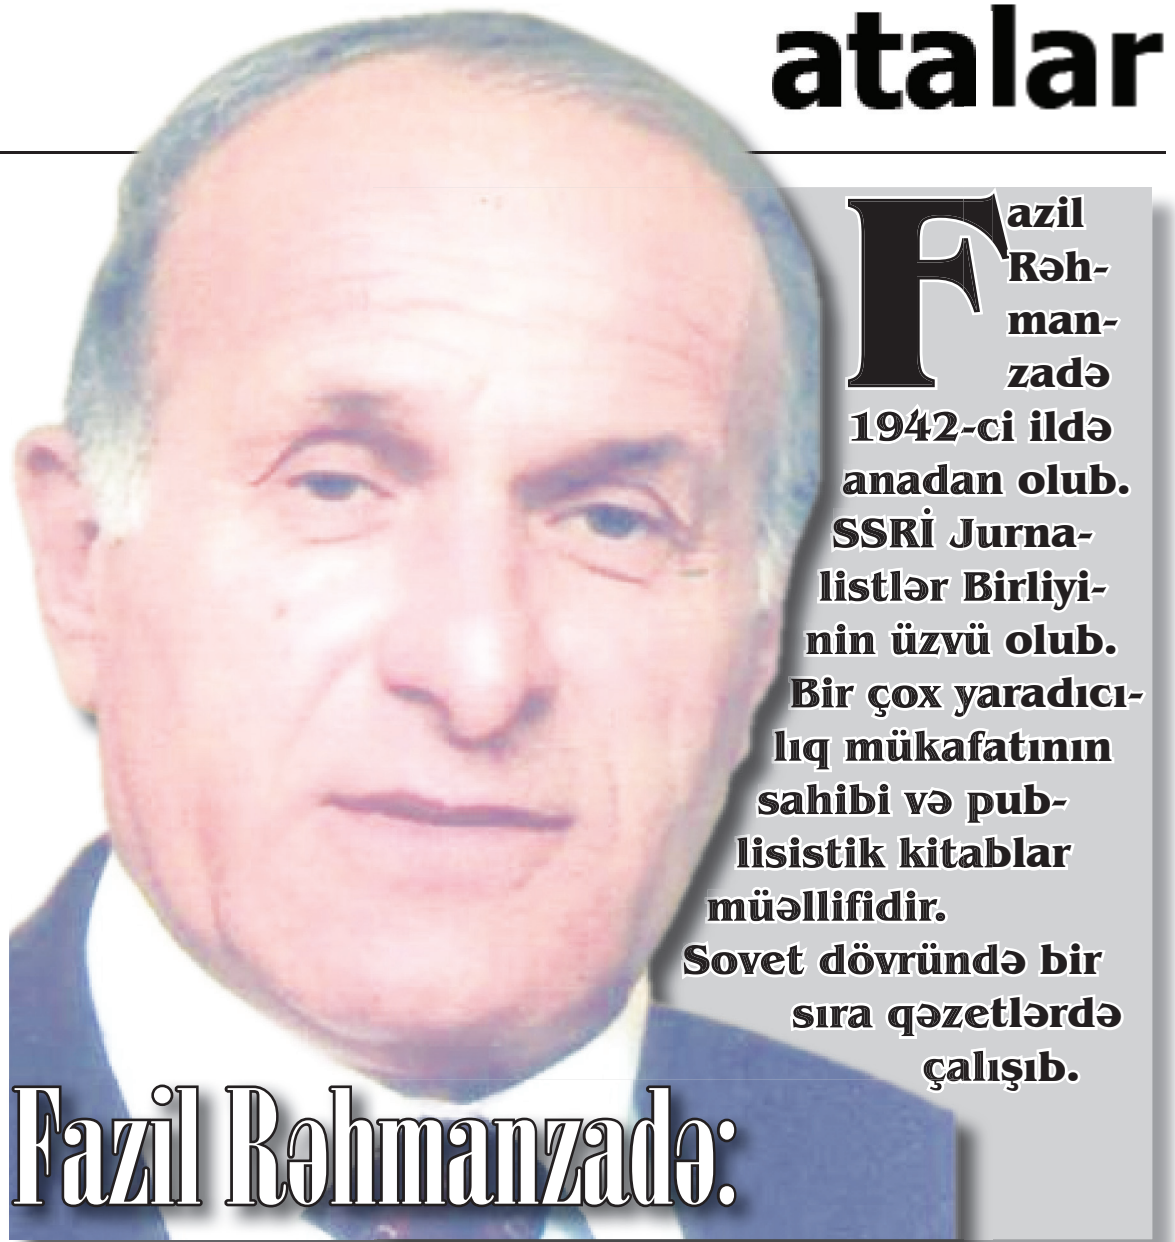 atalar
Fazil
Rəh-
man-
zadə
1942-ci ildə
anadan olub.
SSRİ Jurna-
listlər Birliyi-
nin üzvü olub.
Bir çox yaradıcı-
lıq mükafatının
sahibi və pub-
lisistik kitablar
müəllifidir.
Sovet dövründə bir
sıra qəzetlərdə
çalışıb.
Fazil Rəhmanzadə: